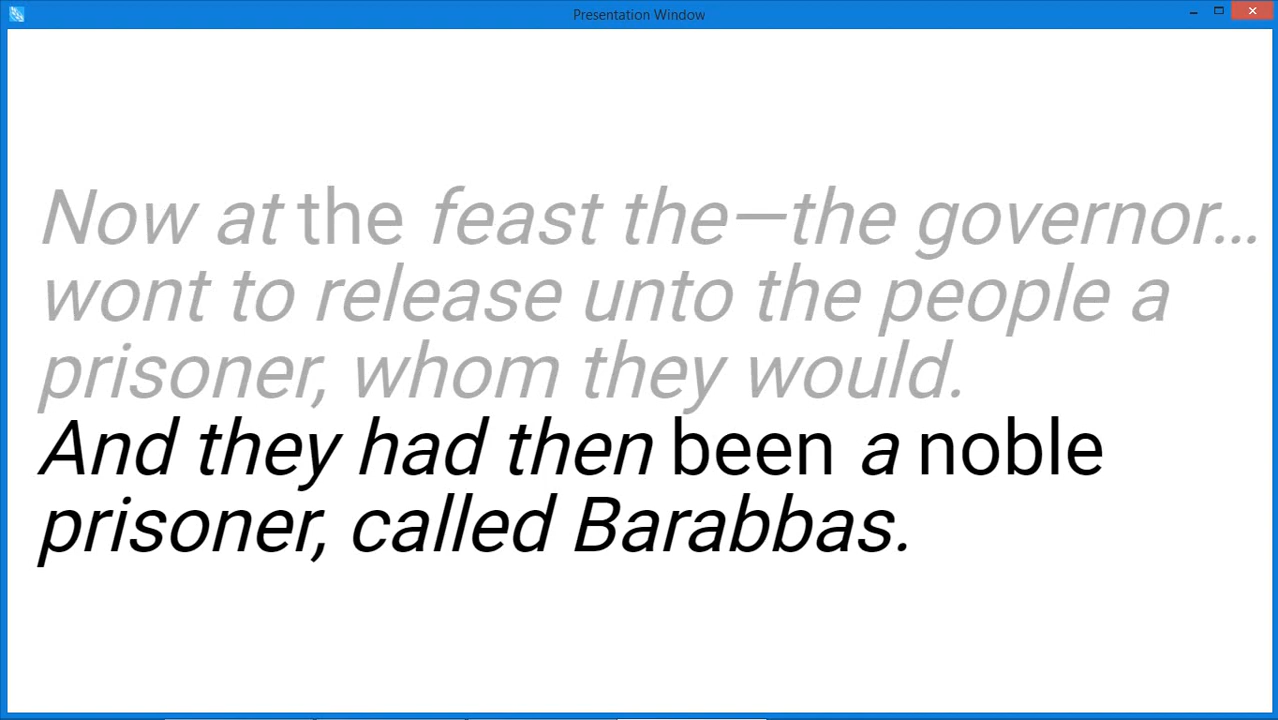 Presentation Window
Now at the feast the—the governor...
wont to release unto the people a
prisoner, whom they would.
And they had then been a noble
prisoner, called Barabbas.